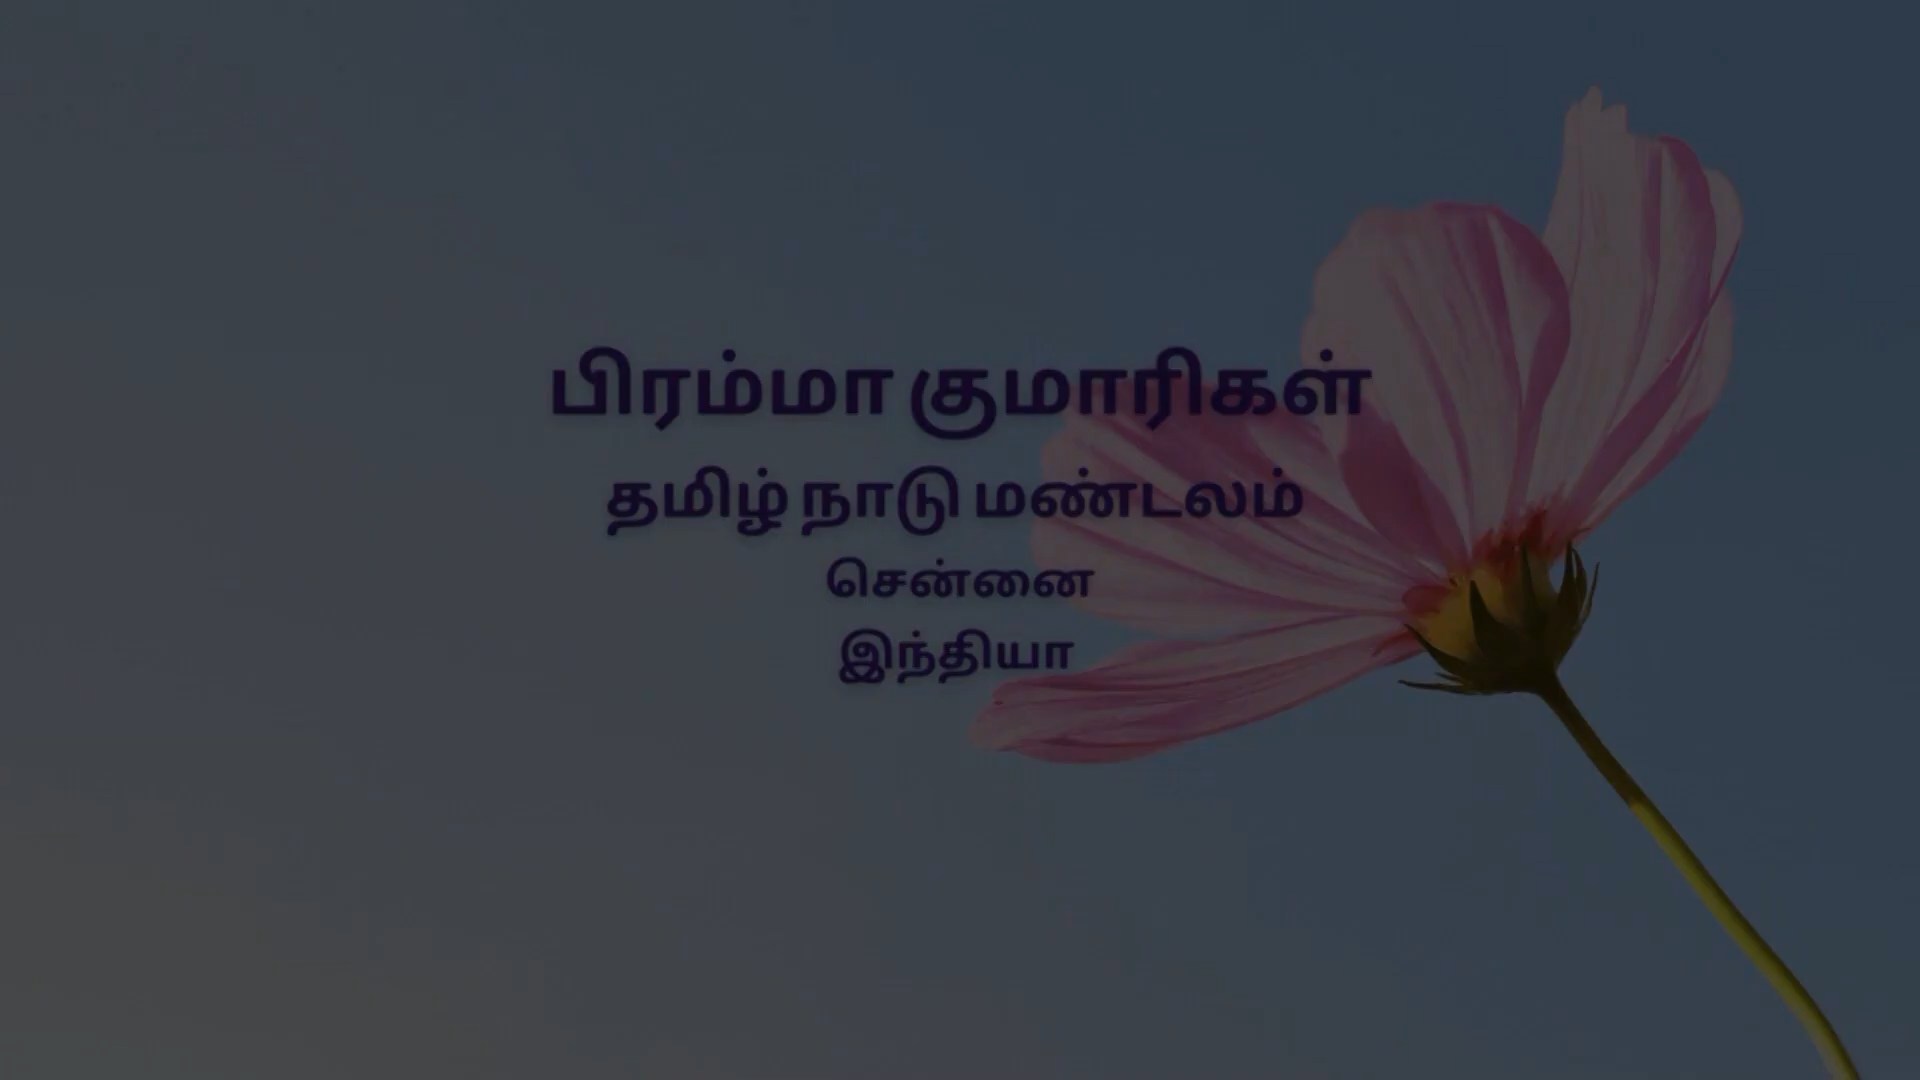 பிரம்மா குமாரிகள்
தமிழ் நாடு மண்டலம்
சென்னை
இந்தியா